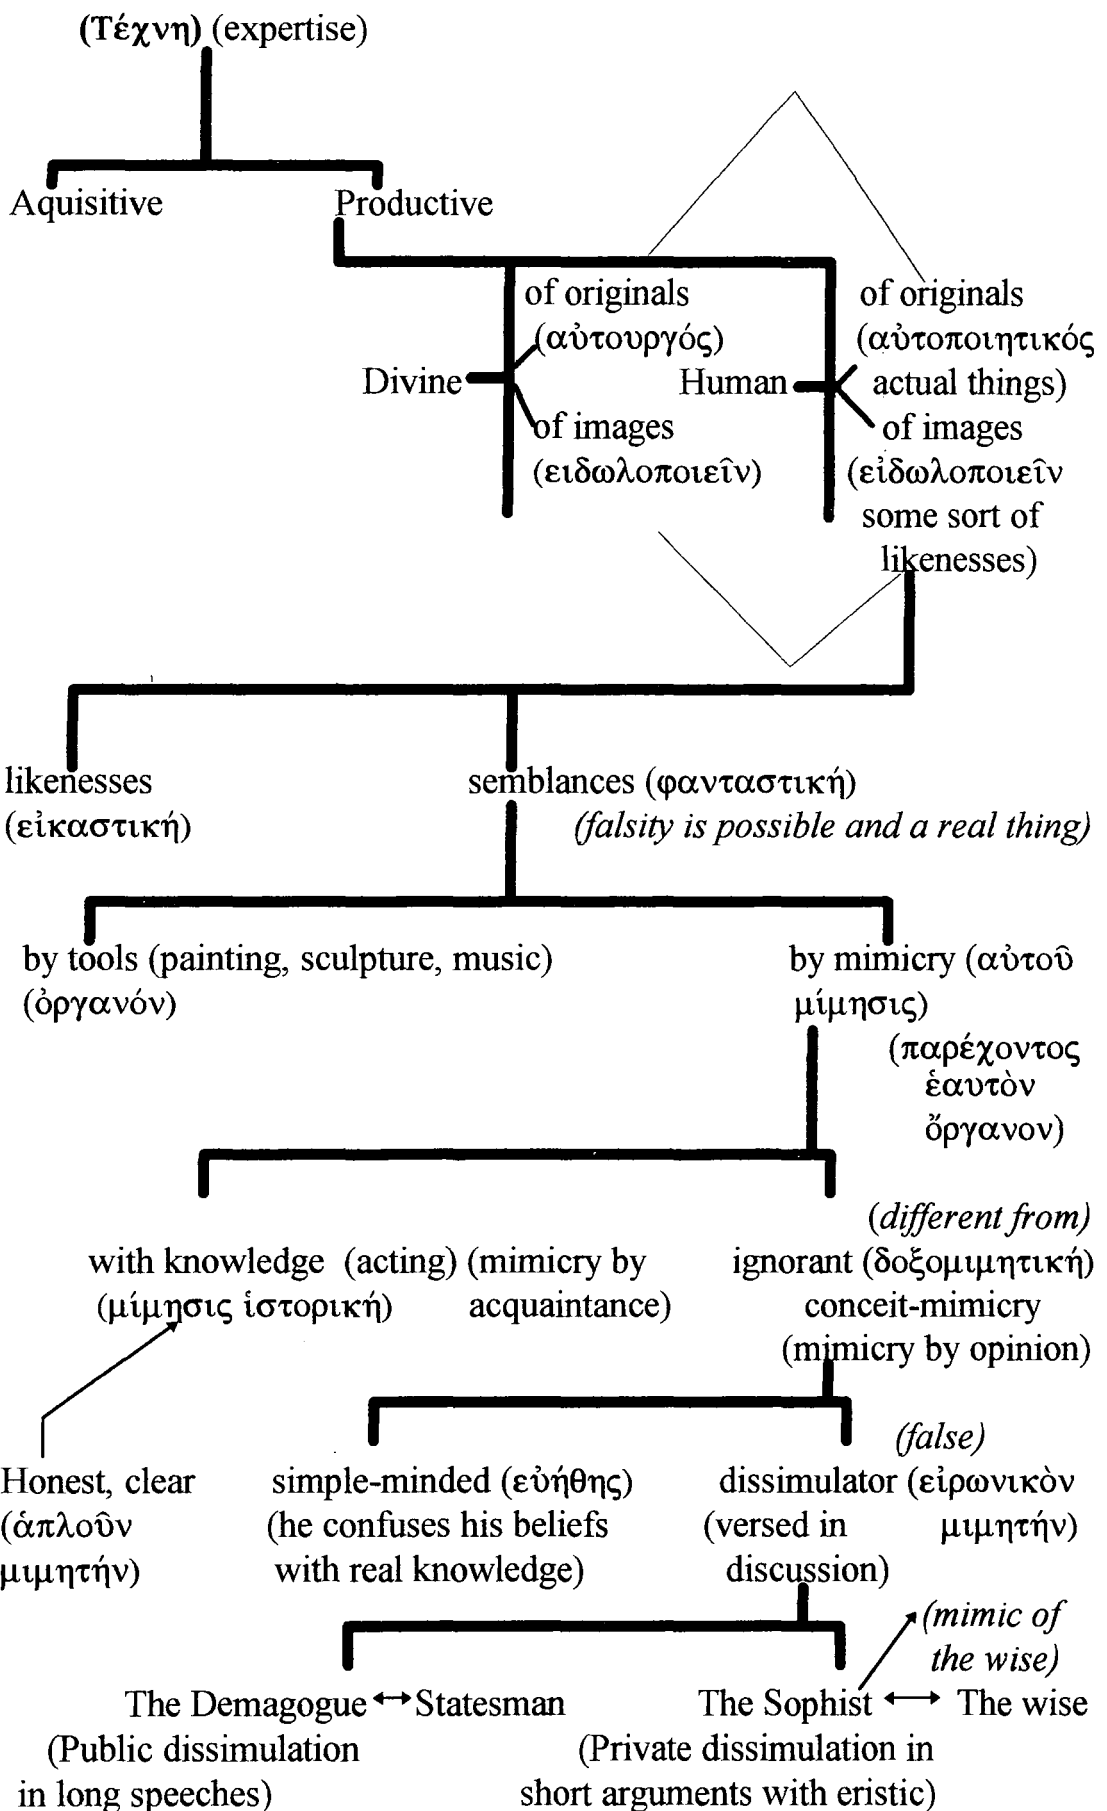 (Τέχνη) (expertise)
Aquisitive
Productive
of originals
(αὐτουργός)
Divine
of images
(ειδωλοποιεῖν)
of originals
(αὐτοποιητικός
Human
actual things)
of images
(εἰδωλοποιεῖν
some sort of
likenesses)
likenesses
(εἰκαστική)
semblances (φανταστική)
(falsity is possible and a real thing)
by tools (painting, sculpture, music)
(ὀργανόν)
by mimicry (αὐτοῦ
μίμησις)
(παρέχοντος
ἑαυτὸν
ὄργανον)
with knowledge (acting) (mimicry by
(μίμησις ἱστορική) acquaintance)
(different from)
ignorant (δοξομιμητική)
conceit-mimicry
(mimicry by opinion)
Honest, clear
(ἁπλοῦν
μιμητήν)
simple-minded (εὐήθης)
(he confuses his beliefs
with real knowledge)
(false)
dissimulator (εἰρωνικὸν
(versed in μιμητήν)
discussion)
(mimic of
the wise)
The Demagogue ↔ Statesman
(Public dissimulation
in long speeches)
The Sophist ↔ The wise
(Private dissimulation in
short arguments with eristic)